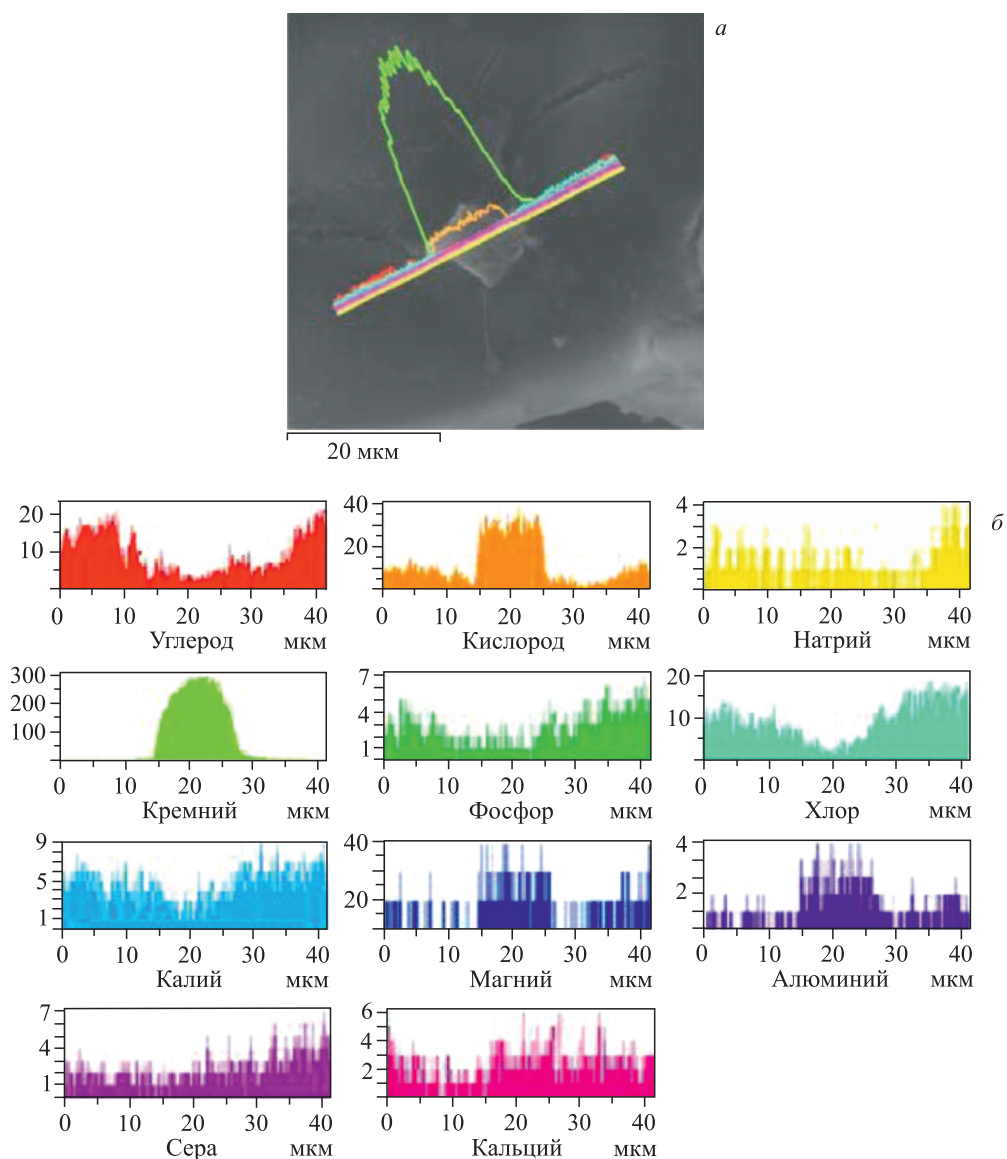 а
20 мкм
б
20
10
0 10 20 30 40
Углерод мкм
40
20
0 10 20 30 40
Кислород мкм
4
2
0 10 20 30 40
Натрий мкм
300
200
100
0 10 20 30 40
Кремний мкм
7
4
1
0 10 20 30 40
Фосфор мкм
20
10
0 10 20 30 40
Хлор мкм
9
5
1
0 10 20 30 40
Калий мкм
40
20
0 10 20 30 40
Магний мкм
4
2
0 10 20 30 40
Алюминий мкм
7
4
1
0 10 20 30 40
Сера мкм
6
4
2
0 10 20 30 40
Кальций мкм